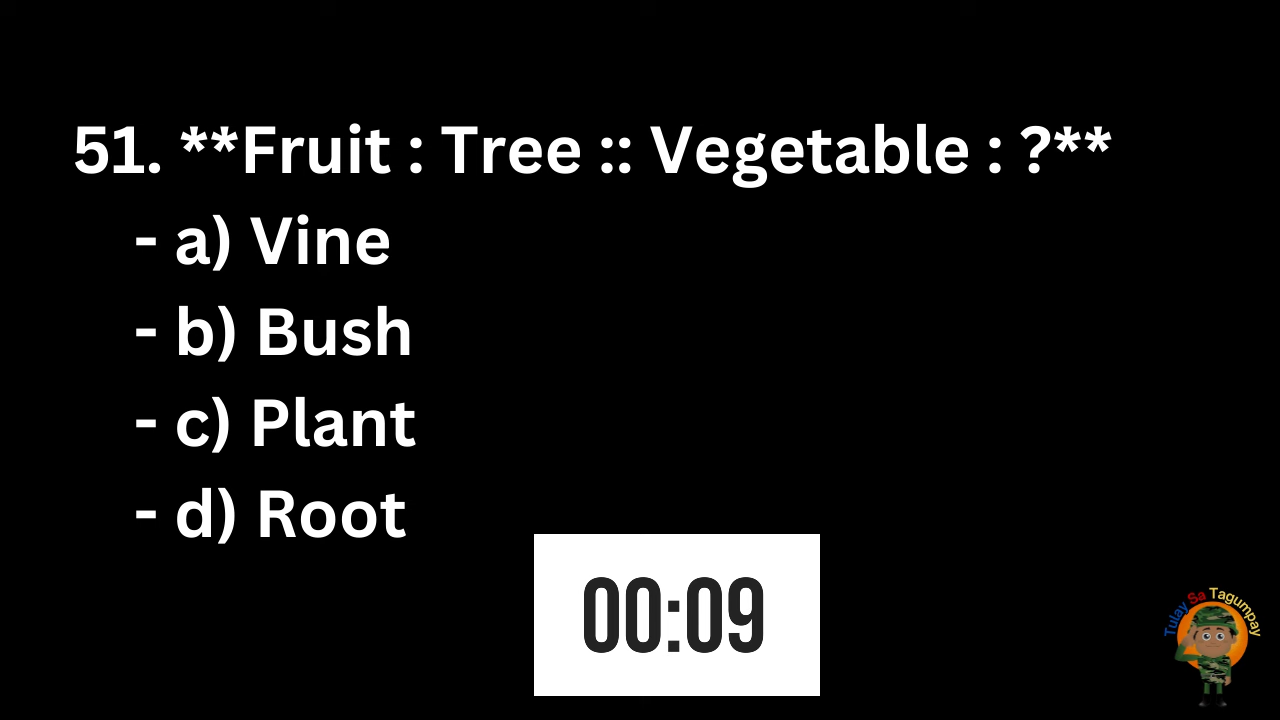 51. **Fruit : Tree :: Vegetable : ?**
- a) Vine
- b) Bush
- c) Plant
- d) Root
00:09
Tulay Sa Tagumpay